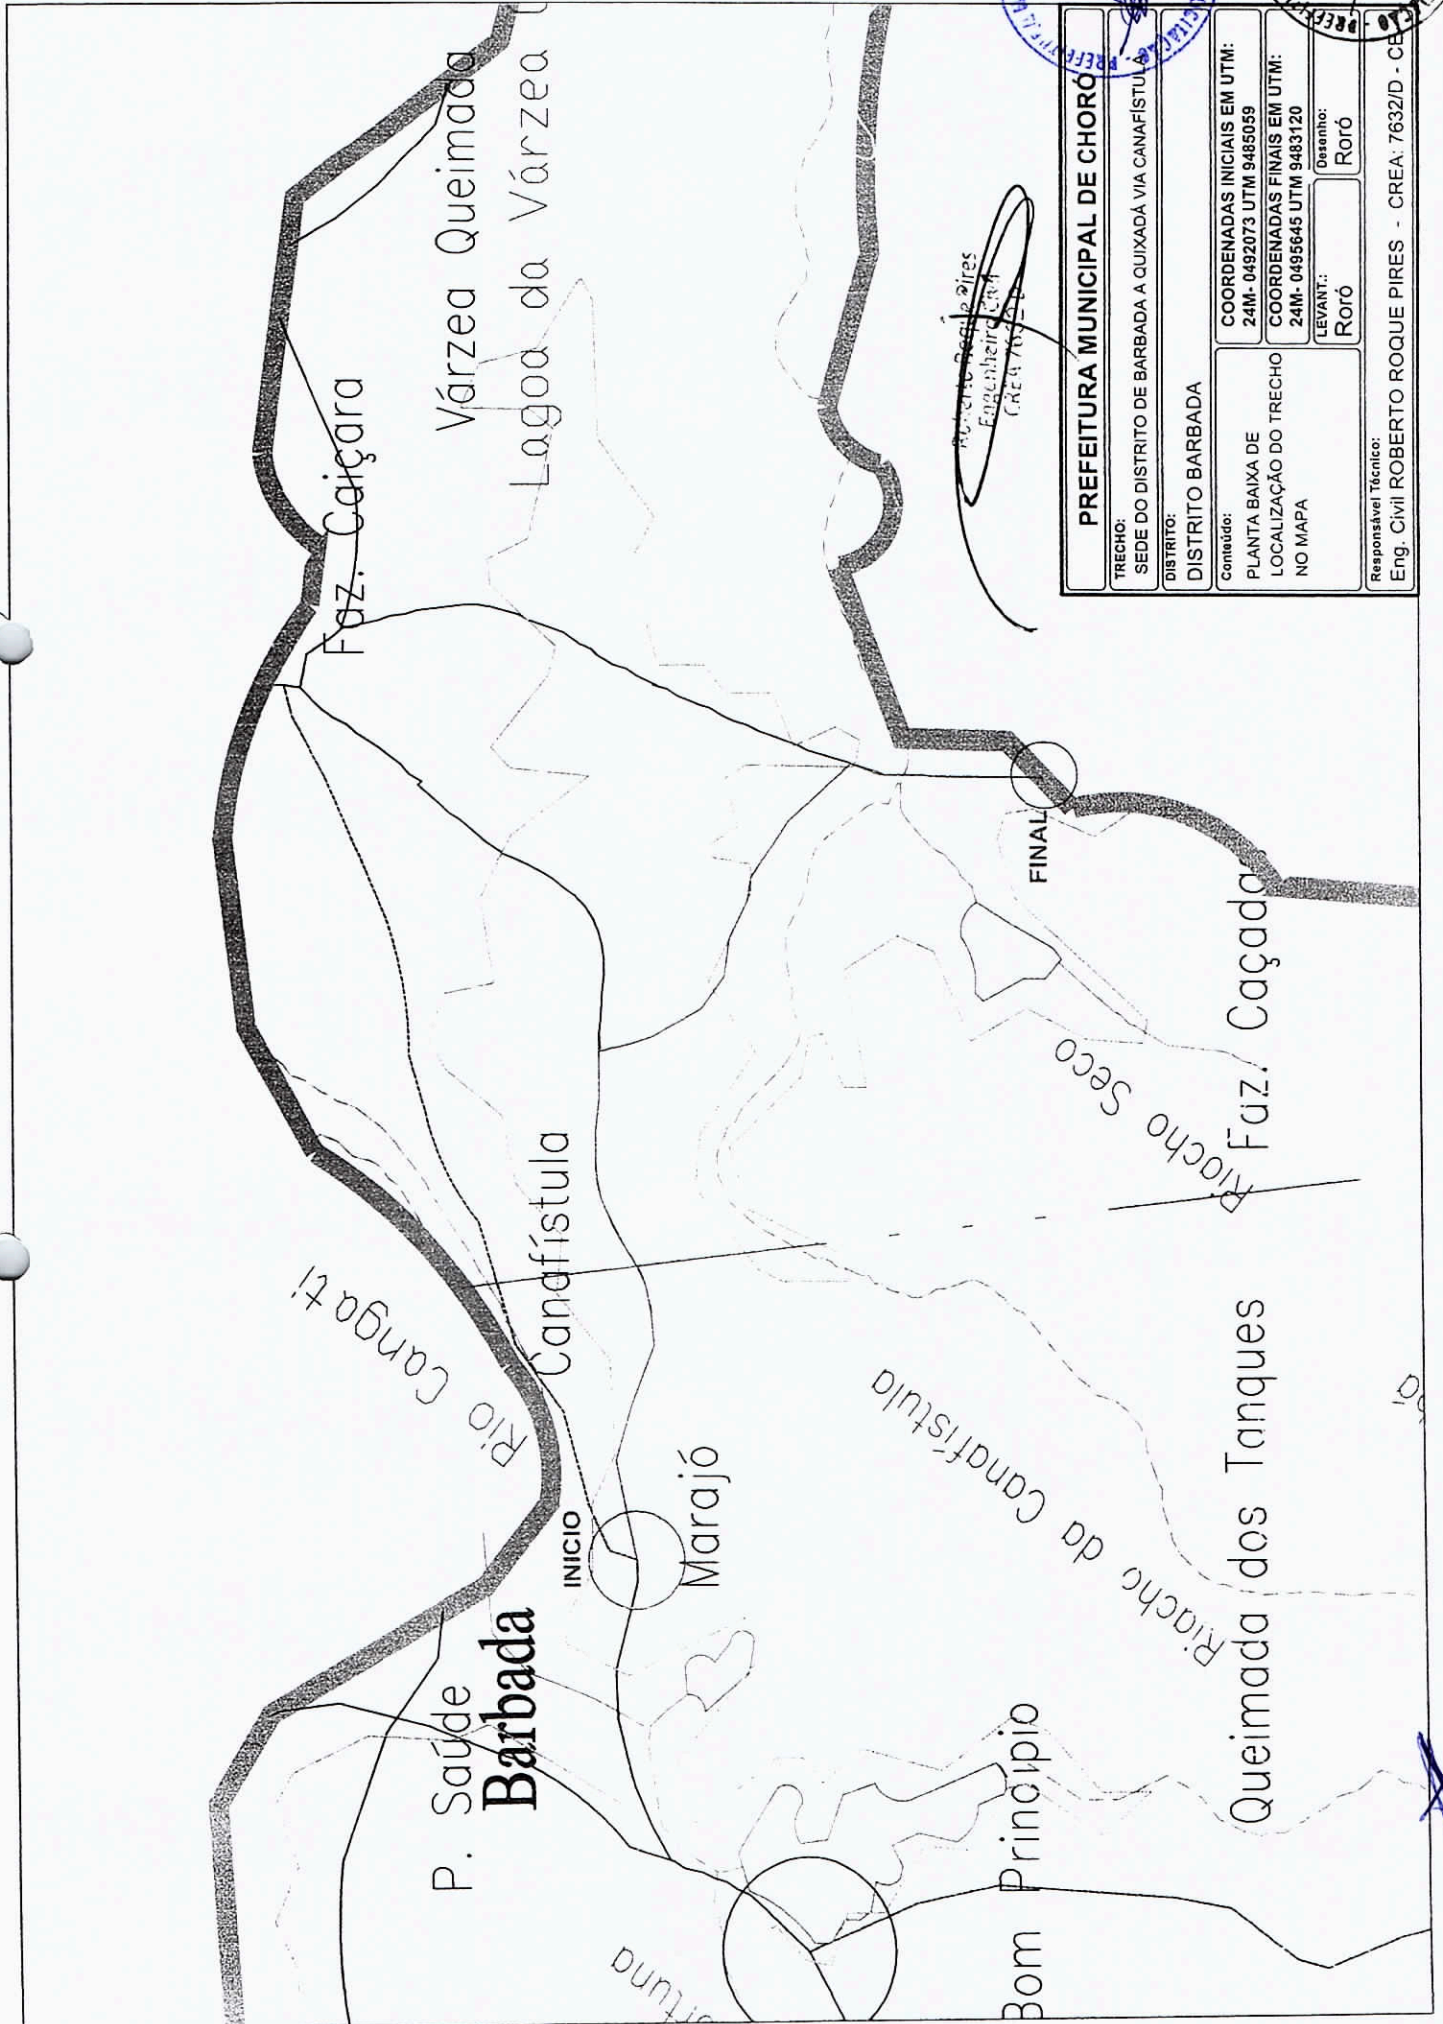 P. Saúde
Barbada
INICIO
Marajó
Rio Cangati
Canafístula
Faz. Caiçara
Várzea Queimada
Lagoa da Várzea
Bom Principio
Riacho da Canafístula
Queimada dos Tanques
Riacho Seco
Faz. Caçada
FINAL
Engenheiro Civil
PREFEITURA MUNICIPAL DE CHORÓ
TRECHO:
SEDE DO DISTRITO DE BARBADA A QUIXADÁ VIA CANAFÍSTULA
DISTRITO:
DISTRITO BARBADA
Conteúdo:
PLANTA BAIXA DE
LOCALIZAÇÃO DO TRECHO
NO MAPA
COORDENADAS INICIAIS EM UTM:
24M- 0492073 UTM 9485059
COORDENADAS FINAIS EM UTM:
24M- 0495645 UTM 9483120
LEVANT.:
Roró
Desenho:
Roró
Responsável Técnico:
Eng. Civil ROBERTO ROQUE PIRES - CREA: 7632/D - CE